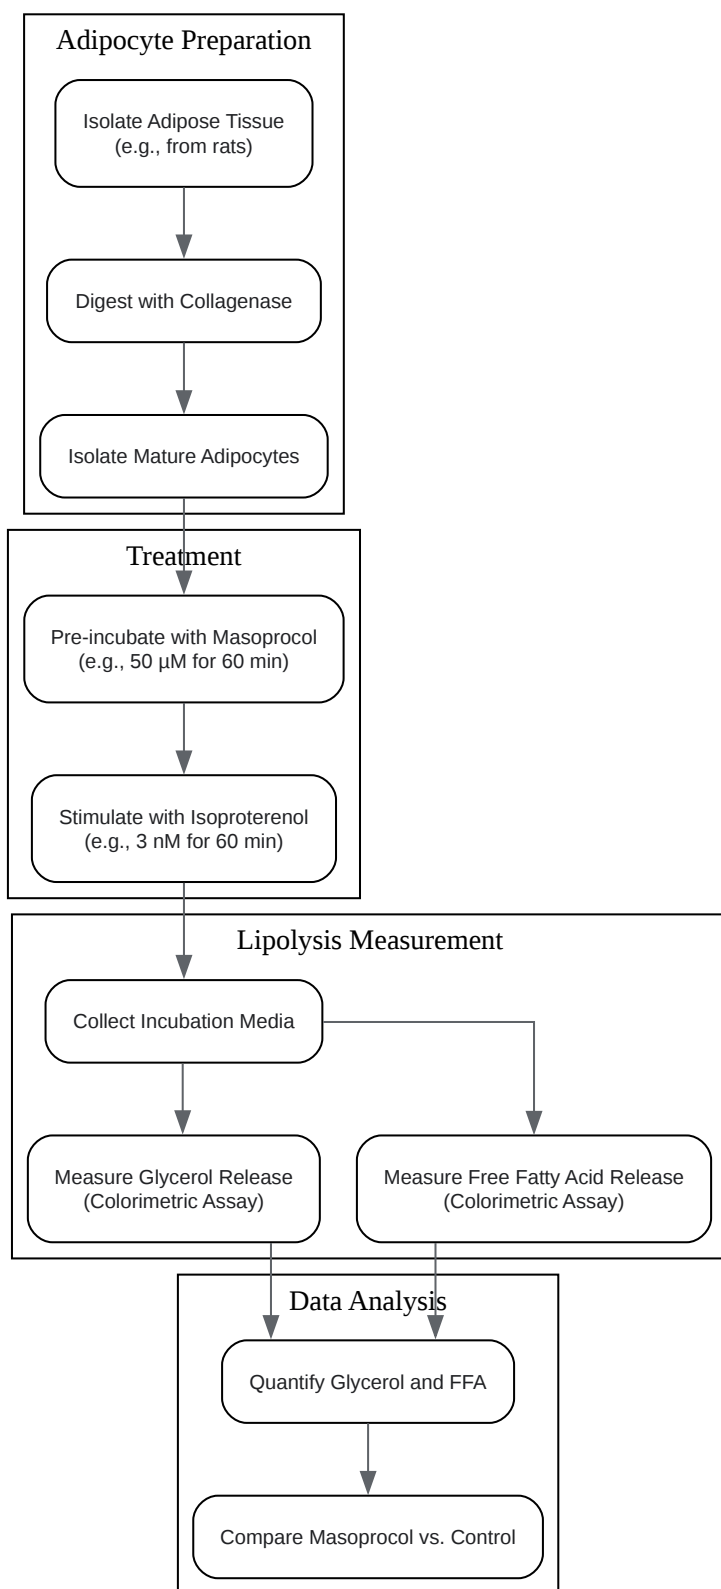 Adipocyte Preparation
Isolate Adipose Tissue
(e.g., from rats)
Digest with Collagenase
Isolate Mature Adipocytes
Treatment
Pre-incubate with Masoprocol
(e.g., 50 µM for 60 min)
Stimulate with Isoproterenol
(e.g., 3 nM for 60 min)
Lipolysis Measurement
Collect Incubation Media
Measure Glycerol Release
(Colorimetric Assay)
Measure Free Fatty Acid Release
(Colorimetric Assay)
Data Analysis
Quantify Glycerol and FFA
Compare Masoprocol vs. Control